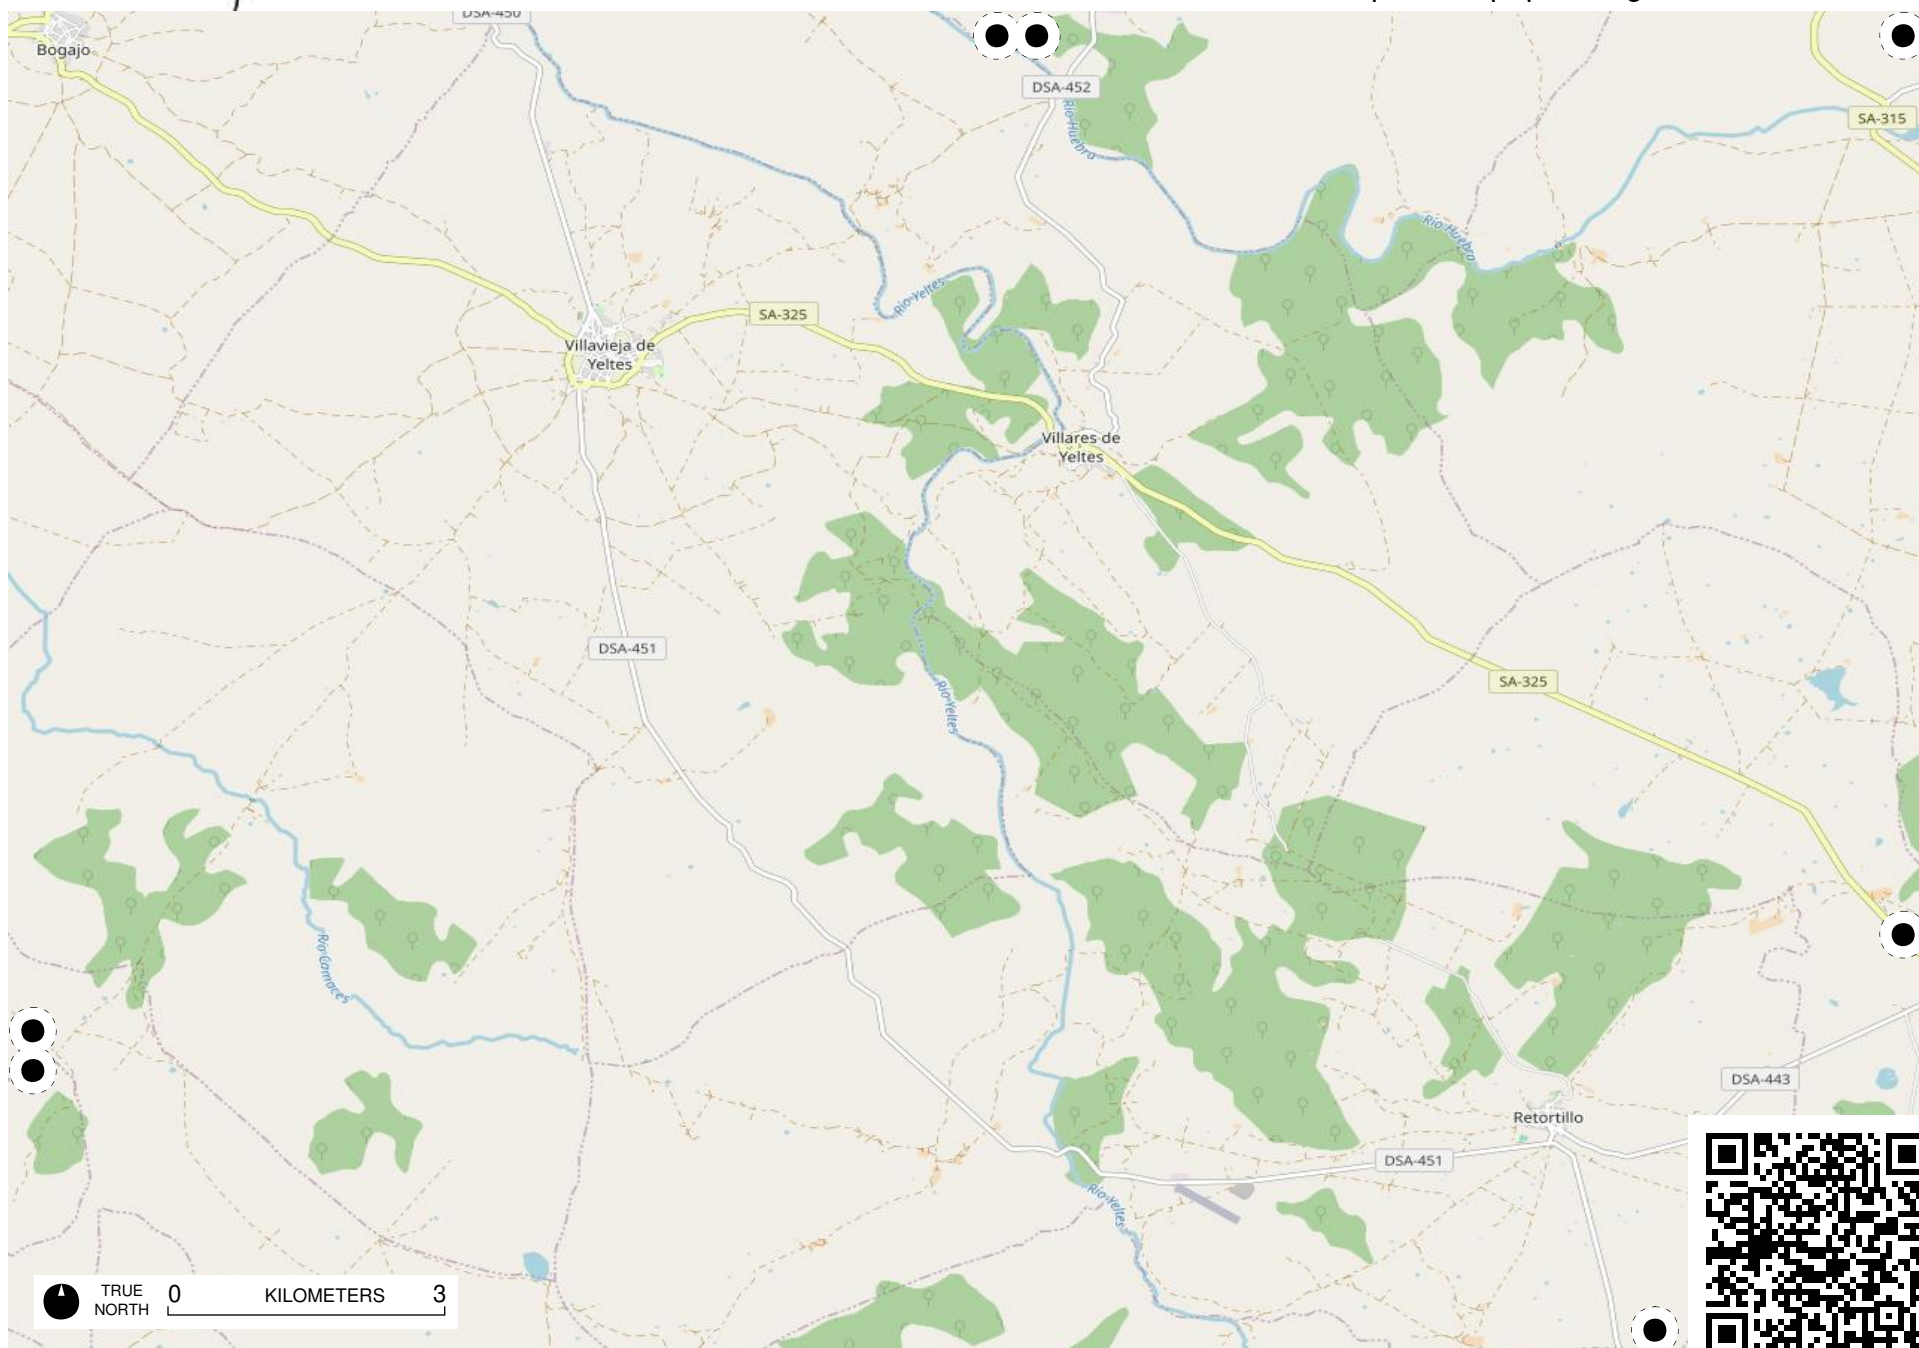 DSA-450
Bogajo
DSA-452
Río Huebra
SA-315
Río Huebra
Río Yeltes
SA-325
Villavieja de
Yeltes
Villares de
Yeltes
DSA-451
SA-325
Río Yeltes
Río Camaces
DSA-443
Retortillo
DSA-451
Río Yeltes
TRUE
NORTH
0 KILOMETERS 3